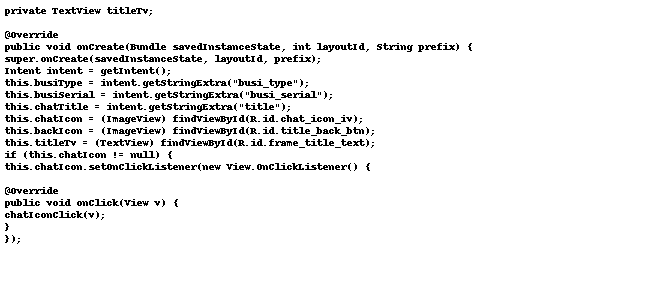 private TextView titleTv;

@Override
public void onCreate(Bundle savedInstanceState, int layoutId, String prefix) {
super.onCreate(savedInstanceState, layoutId, prefix);
Intent intent = getIntent();
this.busiType = intent.getStringExtra("busi_type");
this.busiSerial = intent.getStringExtra("busi_serial");
this.chatTitle = intent.getStringExtra("title");
this.chatIcon = (ImageView) findViewById(R.id.chat_icon_iv);
this.backIcon = (ImageView) findViewById(R.id.title_back_btn);
this.titleTv = (TextView) findViewById(R.id.frame_title_text);
if (this.chatIcon != null) {
this.chatIcon.setOnClickListener(new View.OnClickListener() {

@Override
public void onClick(View v) {
chatIconClick(v);
}
});